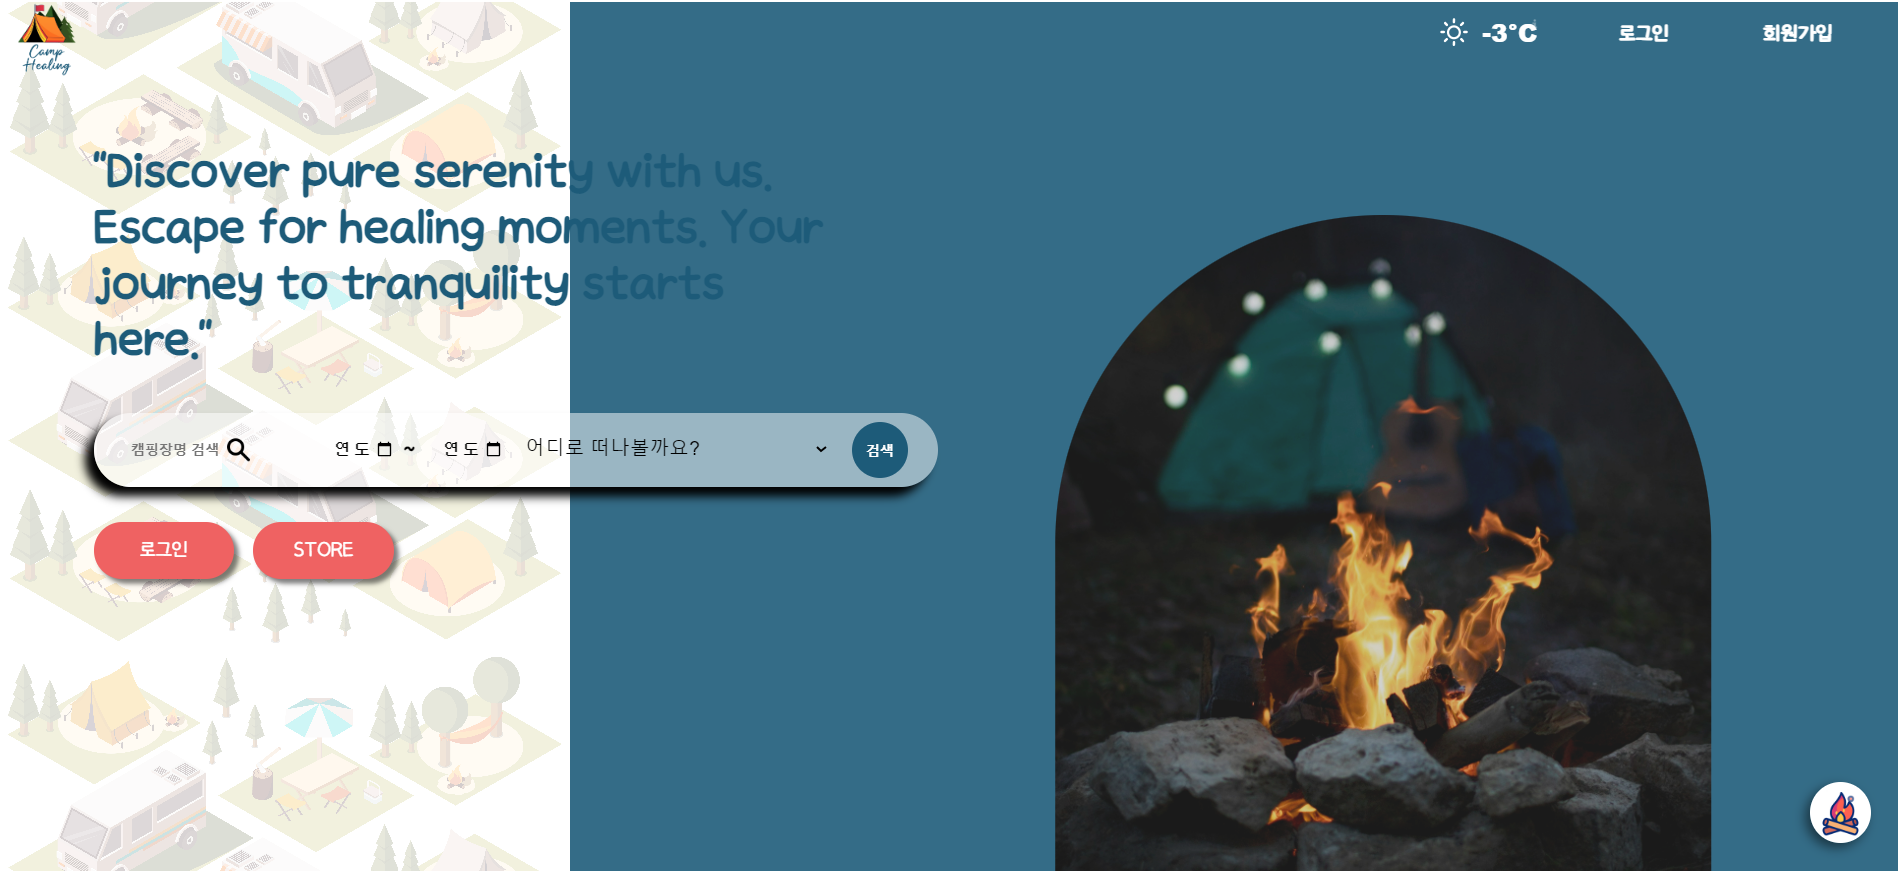 Camp
Healing
-3°C
로그인
회원가입
"Discover pure serenity with us.
Escape for healing moments. Your
journey to tranquility starts
here."
캠핑장명 검색
연도 ~ 연도
어디로 떠나볼까요?
검색
로그인
STORE